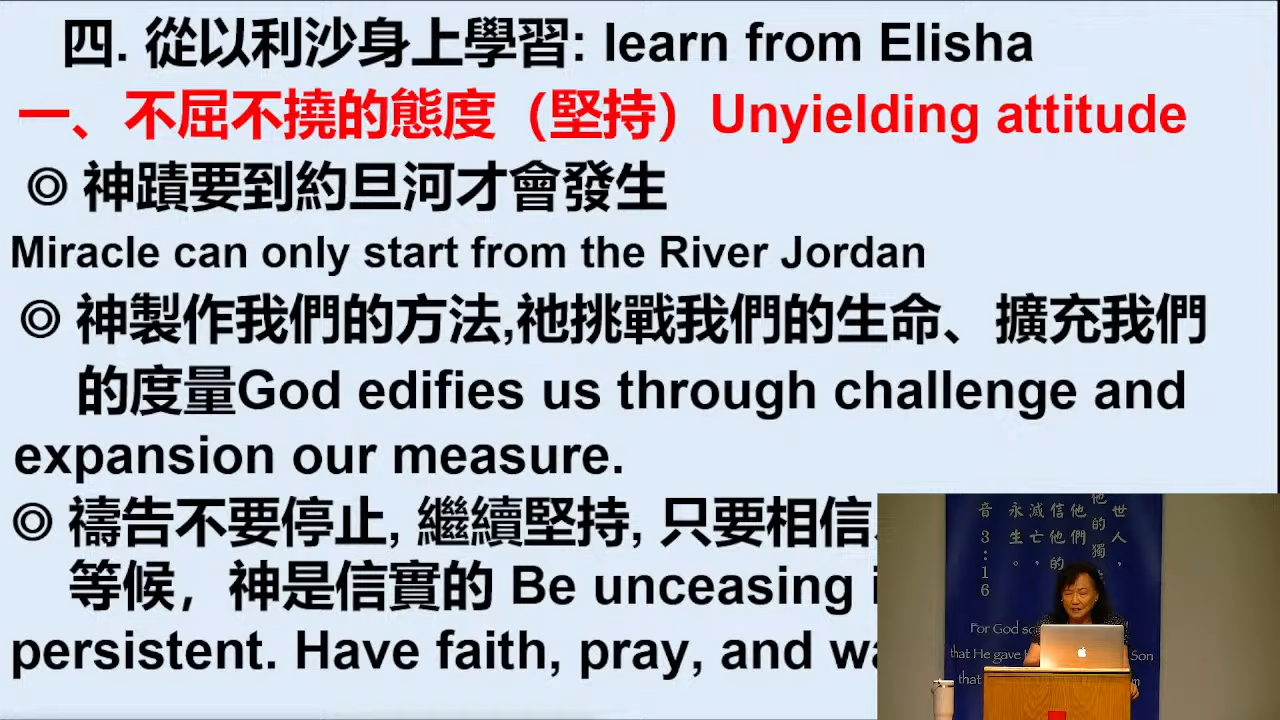 四. 從以利沙身上學習: learn from Elisha
一、不屈不撓的態度（堅持）Unyielding attitude
◎ 神蹟要到約旦河才會發生
Miracle can only start from the River Jordan
◎ 神製作我們的方法,祂挑戰我們的生命、擴充我們
的度量God edifies us through challenge and
expansion our measure.
◎ 禱告不要停止, 繼續堅持, 只要相信
等候，神是信實的 Be unceasing
persistent. Have faith, pray, and
世人，
他的獨
他們
信他的
滅亡，
永生。
音3:16
For God
that He gave Son
that